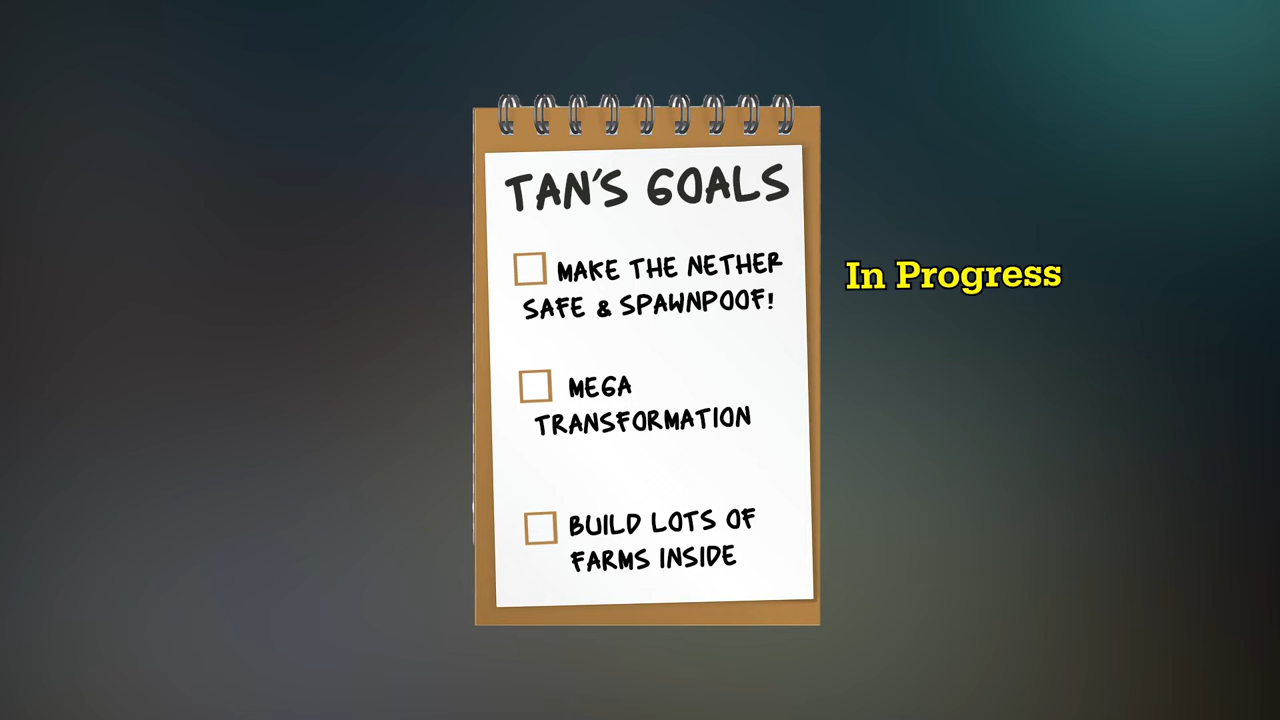 TAN'S GOALS
MAKE THE NETHER
SAFE & SPAWNPOOF!
In Progress
MEGA
TRANSFORMATION
BUILD LOTS OF
FARMS INSIDE